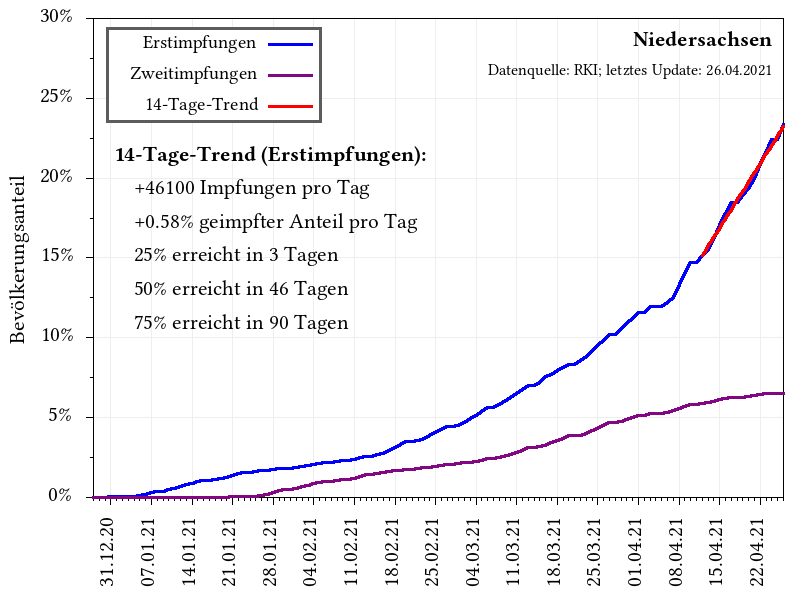 30%
25%
20%
15%
10%
5%
0%
Bevölkerungsanteil
Erstimpfungen
Zweitimpfungen
14-Tage-Trend
Niedersachsen
Datenquelle: RKI; letztes Update: 26.04.2021
14-Tage-Trend (Erstimpfungen):
+46100 Impfungen pro Tag
+0.58% geimpfter Anteil pro Tag
25% erreicht in 3 Tagen
50% erreicht in 46 Tagen
75% erreicht in 90 Tagen
31.12.20
07.01.21
14.01.21
21.01.21
28.01.21
04.02.21
11.02.21
18.02.21
25.02.21
04.03.21
11.03.21
18.03.21
25.03.21
01.04.21
08.04.21
15.04.21
22.04.21